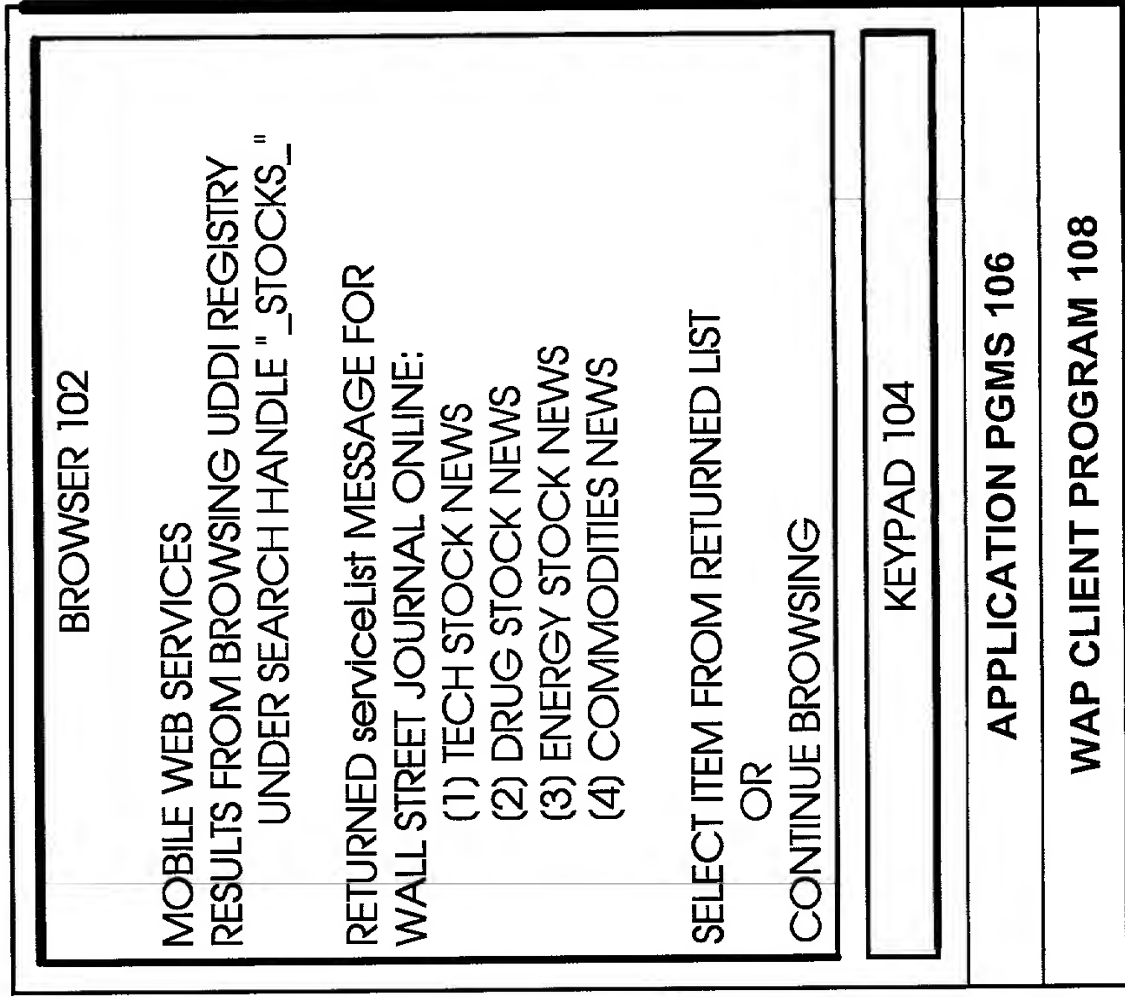 BROWSER 102
MOBILE WEB SERVICES
RESULTS FROM BROWSING UDDI REGISTRY
UNDER SEARCH HANDLE "_STOCKS_"
RETURNED serviceList MESSAGE FOR
WALL STREET JOURNAL ONLINE:
(1) TECH STOCK NEWS
(2) DRUG STOCK NEWS
(3) ENERGY STOCK NEWS
(4) COMMODITIES NEWS
SELECT ITEM FROM RETURNED LIST
OR
CONTINUE BROWSING
KEYPAD 104
APPLICATION PGMS 106
WAP CLIENT PROGRAM 108